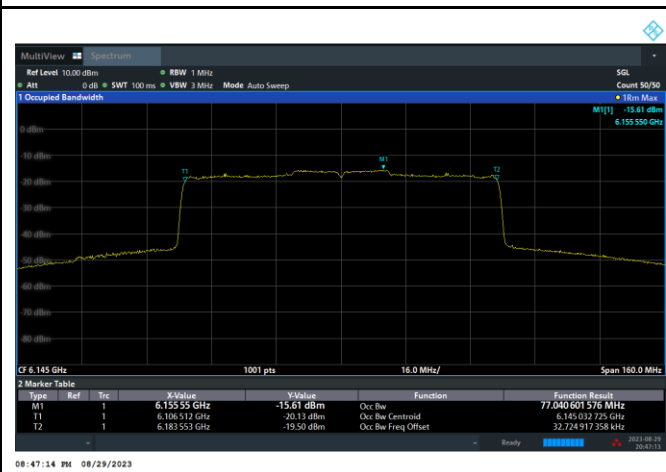 MultiView Spectrum
Ref Level 10.00 dBm RBW 1 MHz SGL
Att 0 dB SWT 100 ms VBW 3 MHz Mode Auto Sweep Count 50/50
1 Occupied Bandwidth 1Rm Max
M1[1] -15.61 dBm
6.155 550 GHz
0 dBm
-10 dBm
M1
T1
T2
-20 dBm
-30 dBm
-40 dBm
-50 dBm
-60 dBm
-70 dBm
-80 dBm
CF 6.145 GHz 1001 pts 16.0 MHz/ Span 160.0 MHz
2 Marker Table
Type Ref Trc X-Value Y-Value Function Function Result
M1 1 6.155 55 GHz -15.61 dBm Occ Bw 77.040 601 576 MHz
T1 1 6.106 512 GHz -20.13 dBm Occ Bw Centroid 6.145 032 725 GHz
T2 1 6.183 553 GHz -19.50 dBm Occ Bw Freq Offset 32.724 917 358 kHz
Ready 2023-08-29
20:47:13
08:47:14 PM 08/29/2023